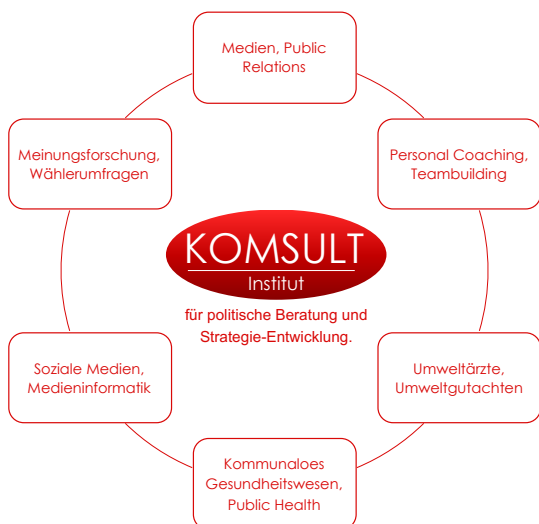 Medien, Public
Relations
Meinungsforschung,
Wählerumfragen
Personal Coaching,
Teambuilding
KOMSULT
Institut
für politische Beratung und
Strategie-Entwicklung.
Soziale Medien,
Medieninformatik
Umweltärzte,
Umweltgutachten
Kommunaloes
Gesundheitswesen,
Public Health